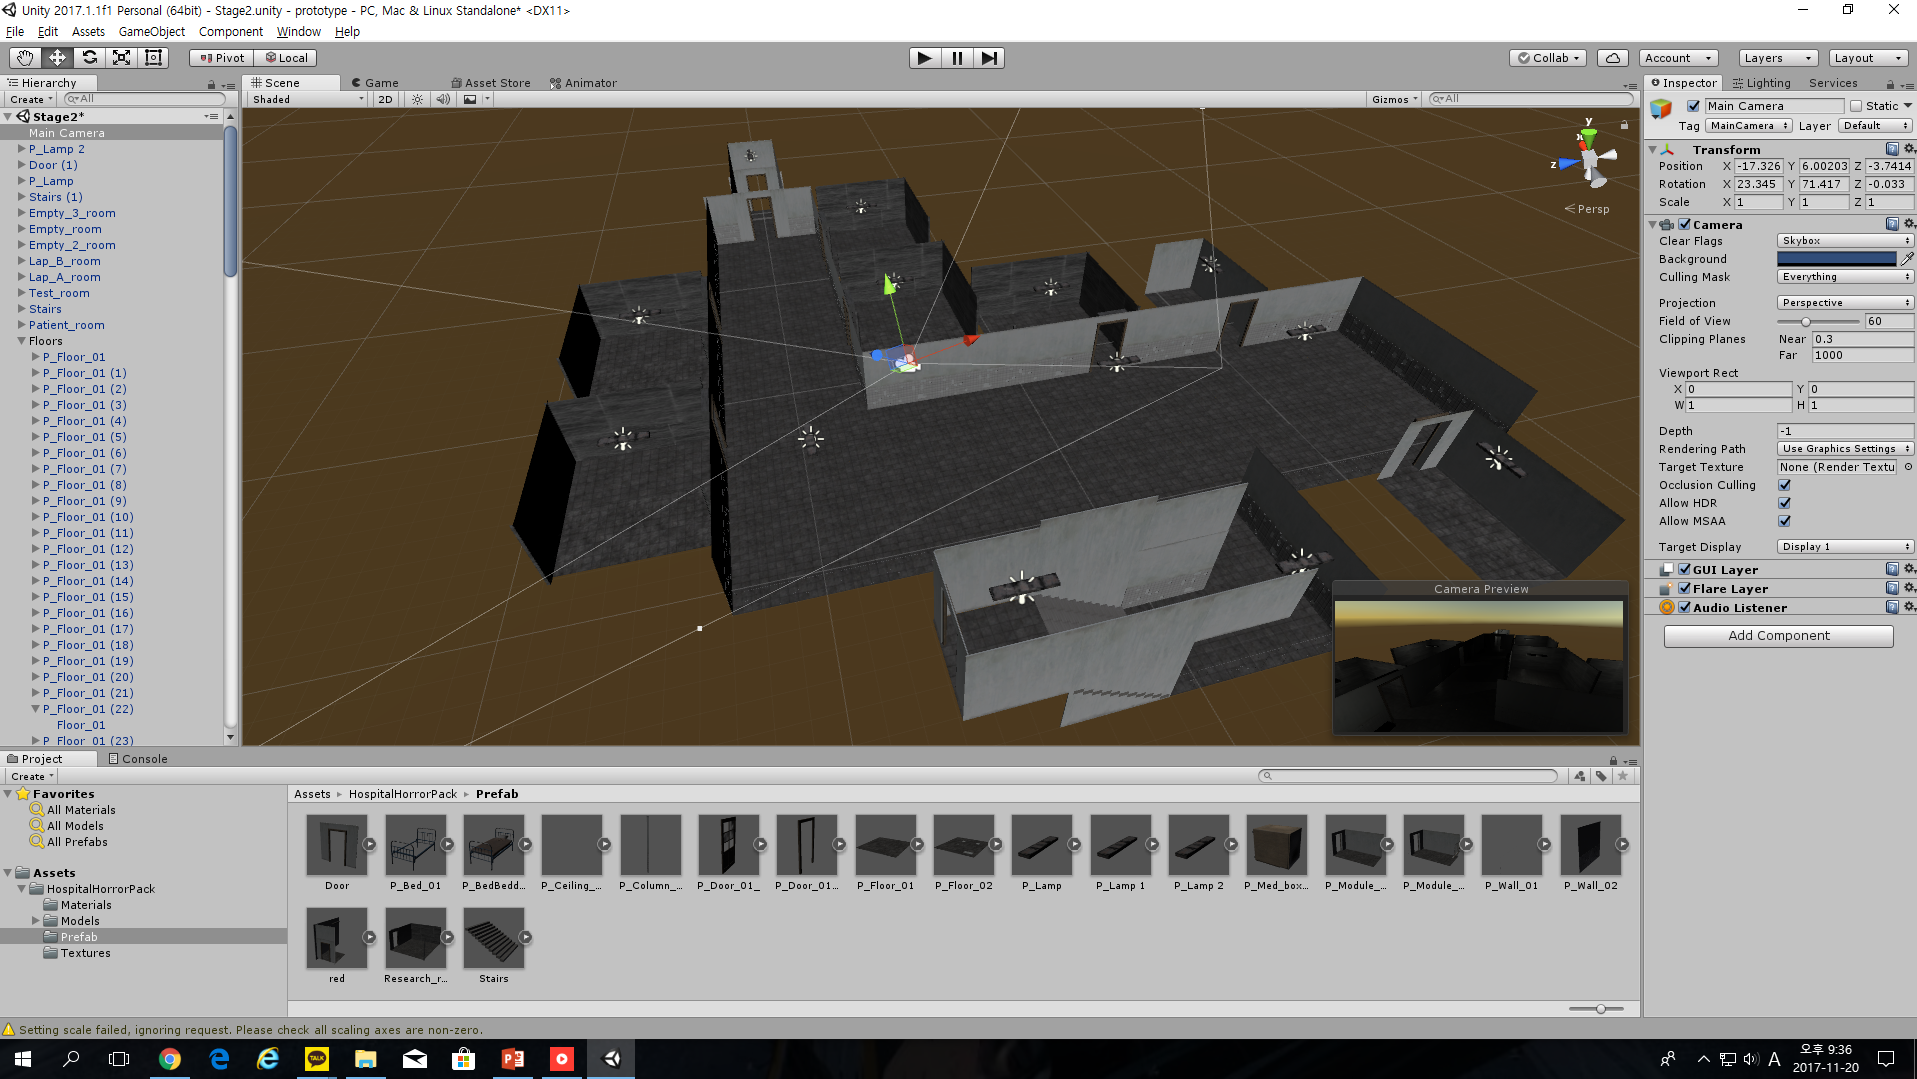 Unity 2017.1.1f1 Personal (64bit) - Stage2.unity - prototype - PC, Mac & Linux Standalone* <DX11>
File Edit Assets GameObject Component Window Help
Pivot Local Collab Account Layers Layout
Hierarchy
Create All
Stage2*
Main Camera
P_Lamp 2
Door (1)
P_Lamp
Stairs (1)
Empty_3_room
Empty_room
Empty_2_room
Lap_B_room
Lap_A_room
Test_room
Stairs
Patient_room
Floors
P_Floor_01
P_Floor_01 (1)
P_Floor_01 (2)
P_Floor_01 (3)
P_Floor_01 (4)
P_Floor_01 (5)
P_Floor_01 (6)
P_Floor_01 (7)
P_Floor_01 (8)
P_Floor_01 (9)
P_Floor_01 (10)
P_Floor_01 (11)
P_Floor_01 (12)
P_Floor_01 (13)
P_Floor_01 (14)
P_Floor_01 (15)
P_Floor_01 (16)
P_Floor_01 (17)
P_Floor_01 (18)
P_Floor_01 (19)
P_Floor_01 (20)
P_Floor_01 (21)
P_Floor_01 (22)
Floor_01
P_Floor_01 (23)
Scene Game Asset Store Animator
Shaded 2D Gizmos All
y
x
z
Persp
Camera Preview
Inspector Lighting Services
Main Camera Static
Tag MainCamera Layer Default
Transform
Position X -17.326 Y 6.00203 Z -3.7414
Rotation X 23.345 Y 71.417 Z -0.033
Scale X 1 Y 1 Z 1
Camera
Clear Flags Skybox
Background
Culling Mask Everything
Projection Perspective
Field of View 60
Clipping Planes Near 0.3
Far 1000
Viewport Rect
X 0 Y 0
W 1 H 1
Depth -1
Rendering Path Use Graphics Settings
Target Texture None (Render Textu
Occlusion Culling
Allow HDR
Allow MSAA
Target Display Display 1
GUI Layer
Flare Layer
Audio Listener
Add Component
Project Console
Create
Favorites
All Materials
All Models
All Prefabs
Assets
HospitalHorrorPack
Materials
Models
Prefab
Textures
Assets HospitalHorrorPack Prefab
Door P_Bed_01 P_BedBedd... P_Ceiling_... P_Column_... P_Door_01_ P_Door_01... P_Floor_01 P_Floor_02 P_Lamp P_Lamp 1 P_Lamp 2 P_Med_box... P_Module_... P_Module_... P_Wall_01 P_Wall_02
red Research_r... Stairs
Setting scale failed, ignoring request. Please check all scaling axes are non-zero.
TALK
A
오후 9:36
2017-11-20